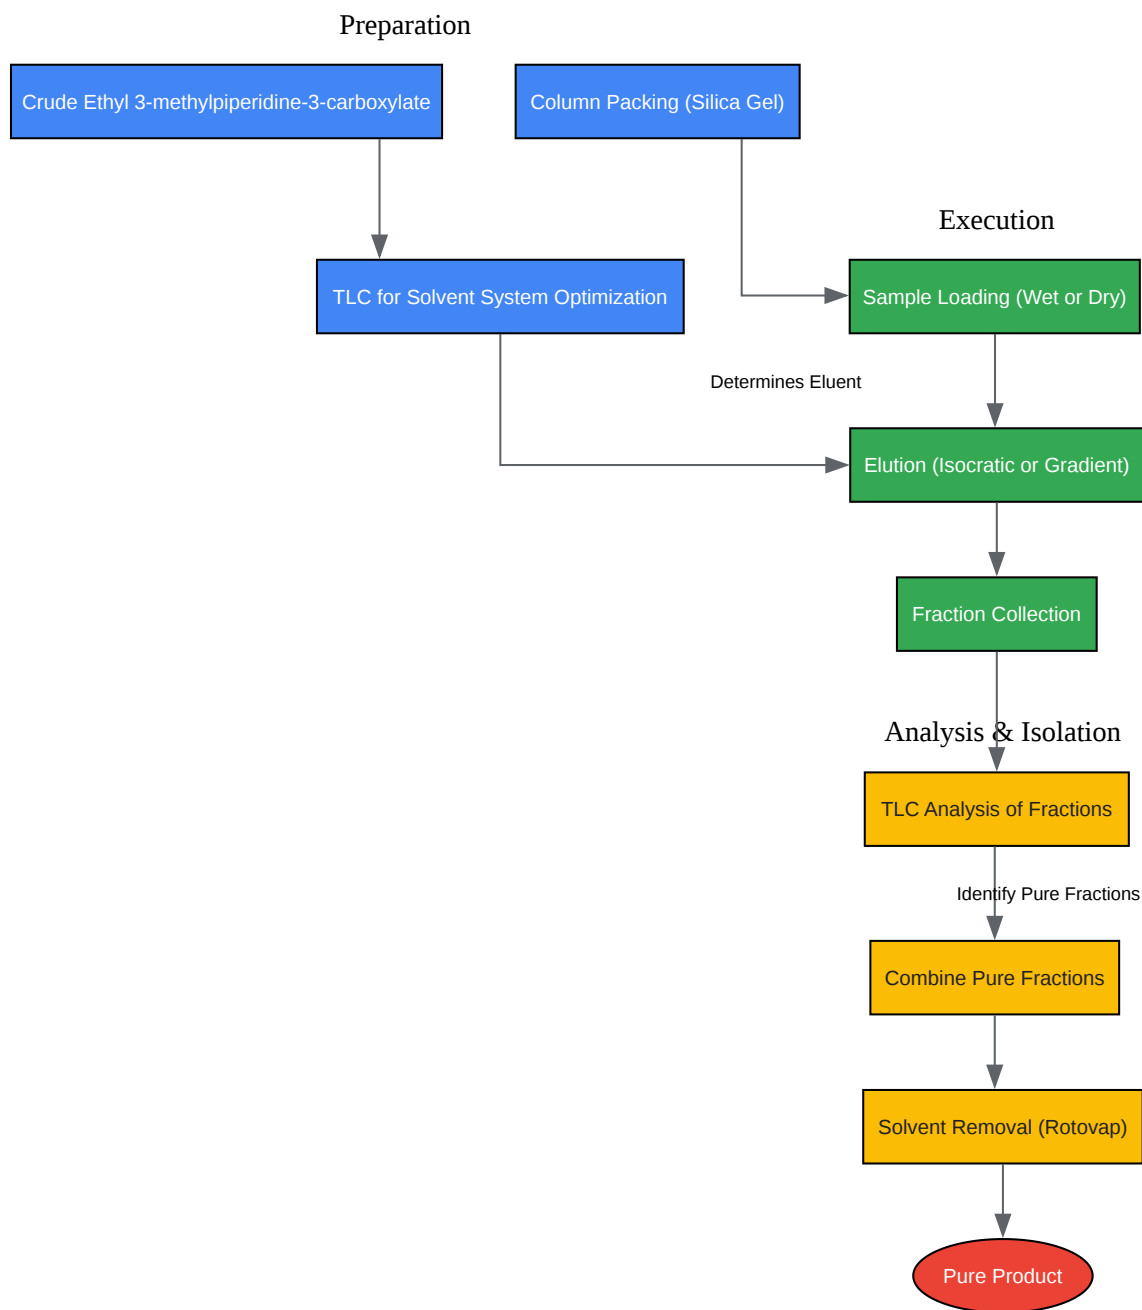 Preparation
Crude Ethyl 3-methylpiperidine-3-carboxylate
Column Packing (Silica Gel)
Execution
TLC for Solvent System Optimization
Sample Loading (Wet or Dry)
Determines Eluent
Elution (Isocratic or Gradient)
Fraction Collection
Analysis & Isolation
TLC Analysis of Fractions
Identify Pure Fractions
Combine Pure Fractions
Solvent Removal (Rotovap)
Pure Product